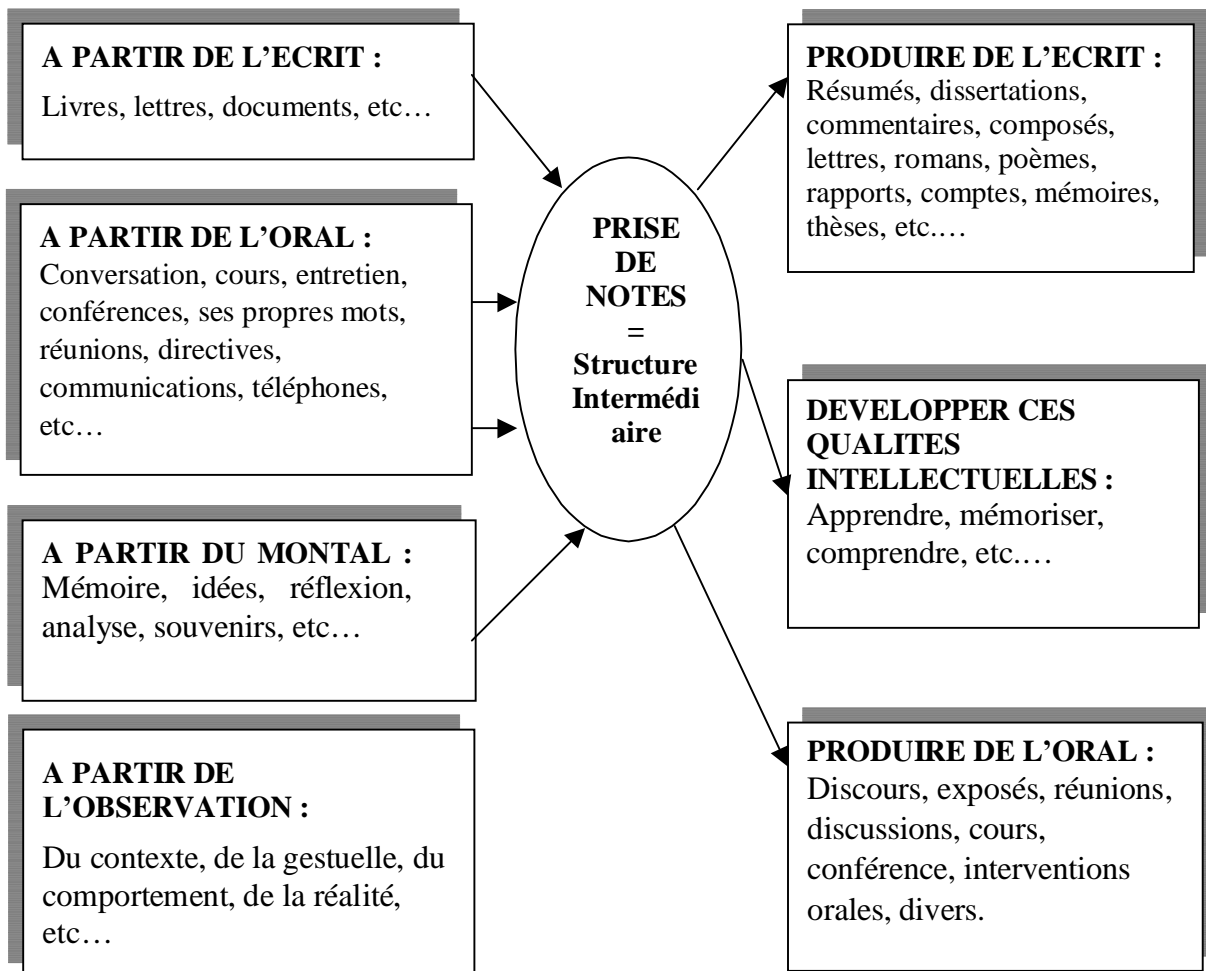 A PARTIR DE L’ECRIT :
Livres, lettres, documents, etc…
A PARTIR DE L’ORAL :
Conversation, cours, entretien,
conférences, ses propres mots,
réunions, directives,
communications, téléphones,
etc…
A PARTIR DU MONTAL :
Mémoire, idées, réflexion,
analyse, souvenirs, etc…
A PARTIR DE
L’OBSERVATION :
Du contexte, de la gestuelle, du
comportement, de la réalité,
etc…
PRISE
DE
NOTES
=
Structure
Intermédi
aire
PRODUIRE DE L’ECRIT :
Résumés, dissertations,
commentaires, composés,
lettres, romans, poèmes,
rapports, comptes, mémoires,
thèses, etc.…
DEVELOPPER CES
QUALITES
INTELLECTUELLES :
Apprendre, mémoriser,
comprendre, etc.…
PRODUIRE DE L’ORAL :
Discours, exposés, réunions,
discussions, cours,
conférence, interventions
orales, divers.